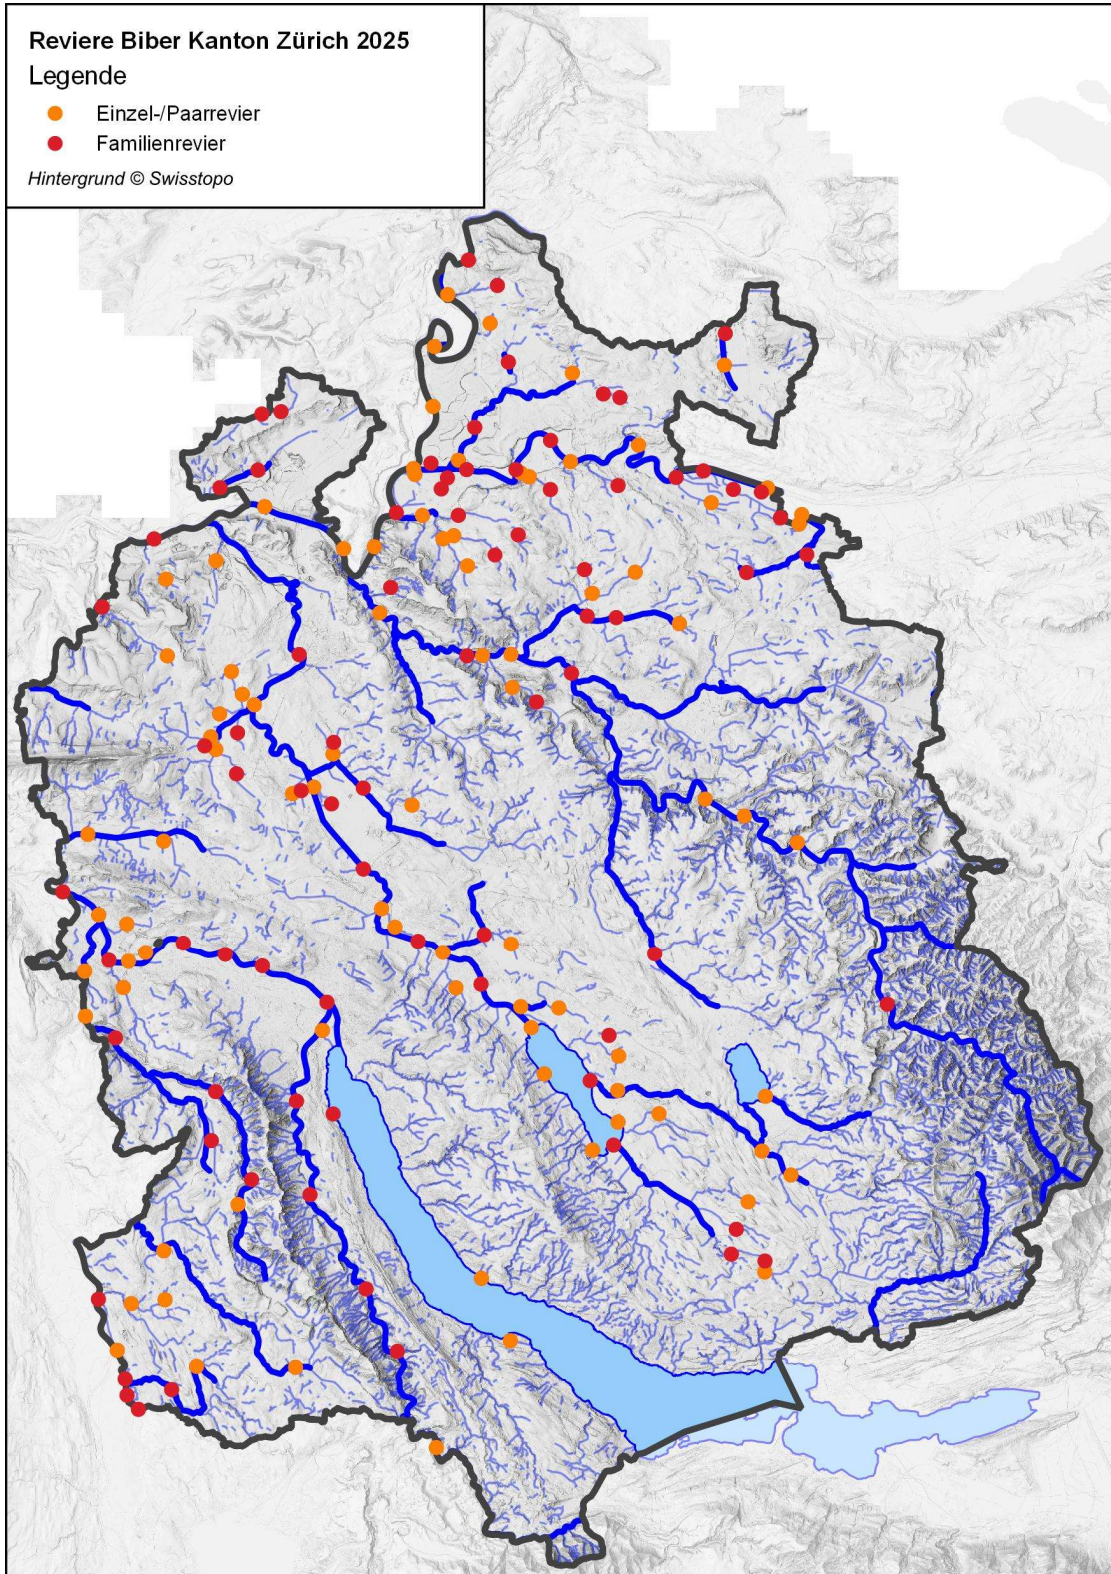 Reviere Biber Kanton Zürich 2025
Legende
Einzel-/Paarrevier
Familienrevier
Hintergrund © Swisstopo